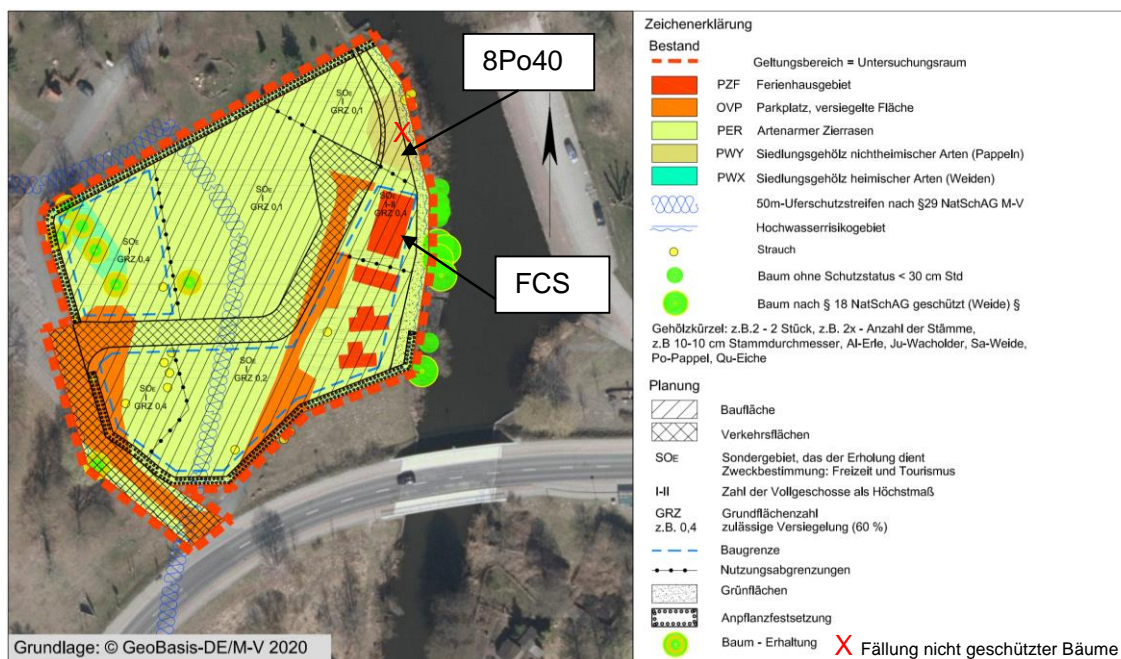 8Po40
FCS
SOE
I
GRZ 0,1
SOE
I
GRZ 0,1
SOE
I-II
GRZ 0,4
SOE
I
GRZ 0,4
SOE
I
GRZ 0,2
SOE
I
GRZ 0,4
X
Grundlage: © GeoBasis-DE/M-V 2020
Zeichenerklärung
Bestand
Geltungsbereich = Untersuchungsraum
PZF Ferienhausgebiet
OVP Parkplatz, versiegelte Fläche
PER Artenarmer Zierrasen
PWY Siedlungsgehölz nichtheimischer Arten (Pappeln)
PWX Siedlungsgehölz heimischer Arten (Weiden)
50m-Uferschutzstreifen nach §29 NatSchAG M-V
Hochwasserrisikogebiet
Strauch
Baum ohne Schutzstatus < 30 cm Std
Baum nach § 18 NatSchAG geschützt (Weide) §
Gehölzkürzel: z.B.2 - 2 Stück, z.B. 2x - Anzahl der Stämme,
z.B 10-10 cm Stammdurchmesser, Al-Erle, Ju-Wacholder, Sa-Weide,
Po-Pappel, Qu-Eiche
Planung
Baufläche
Verkehrsflächen
SOE Sondergebiet, das der Erholung dient
Zweckbestimmung: Freizeit und Tourismus
I-II Zahl der Vollgeschosse als Höchstmaß
GRZ Grundflächenzahl
z.B. 0,4 zulässige Versiegelung (60 %)
Baugrenze
Nutzungsabgrenzungen
Grünflächen
Anpflanzfestsetzung
Baum - Erhaltung X Fällung nicht geschützter Bäume